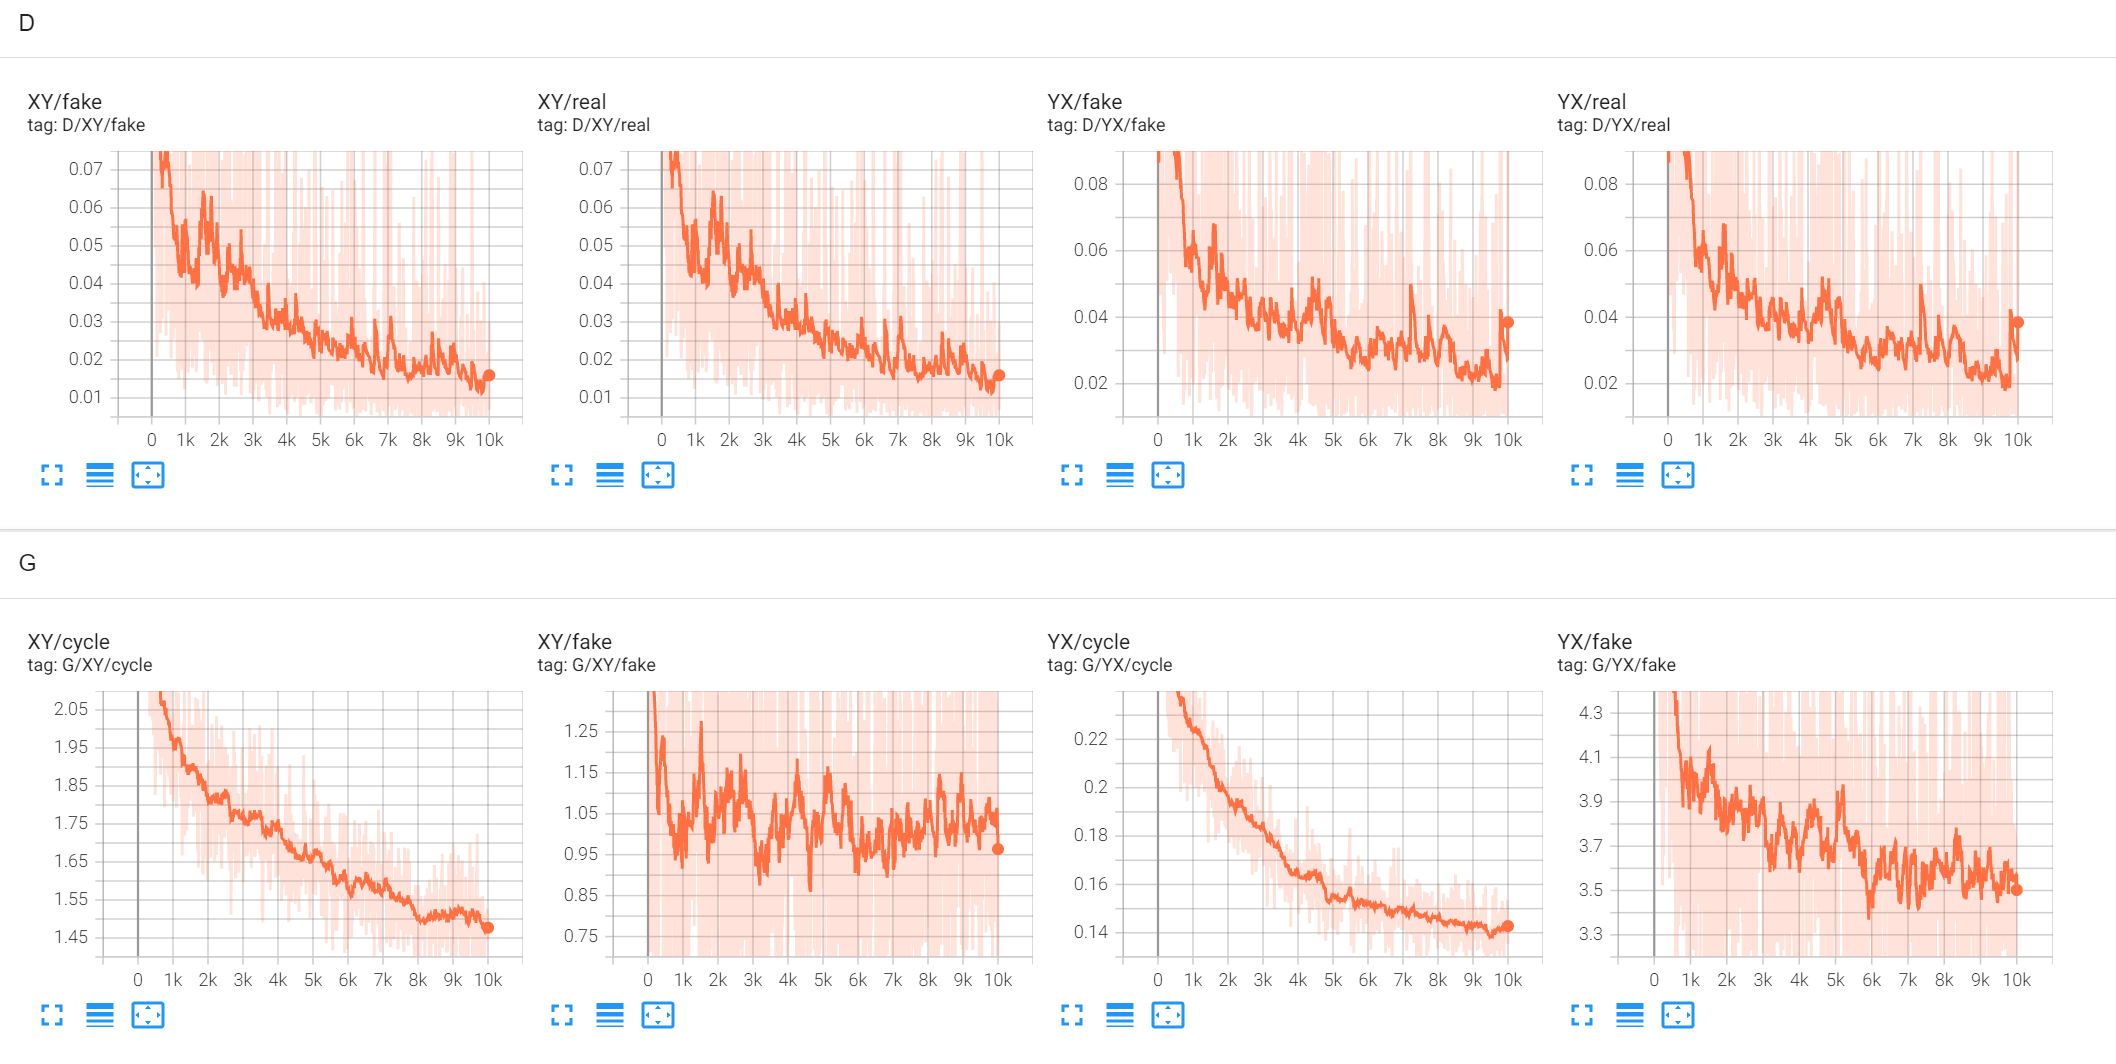 D
XY/fake
tag: D/XY/fake
0.07
0.06
0.05
0.04
0.03
0.02
0.01
0 1k 2k 3k 4k 5k 6k 7k 8k 9k 10k
XY/real
tag: D/XY/real
0.07
0.06
0.05
0.04
0.03
0.02
0.01
0 1k 2k 3k 4k 5k 6k 7k 8k 9k 10k
YX/fake
tag: D/YX/fake
0.08
0.06
0.04
0.02
0 1k 2k 3k 4k 5k 6k 7k 8k 9k 10k
YX/real
tag: D/YX/real
0.08
0.06
0.04
0.02
0 1k 2k 3k 4k 5k 6k 7k 8k 9k 10k
G
XY/cycle
tag: G/XY/cycle
2.05
1.95
1.85
1.75
1.65
1.55
1.45
0 1k 2k 3k 4k 5k 6k 7k 8k 9k 10k
XY/fake
tag: G/XY/fake
1.25
1.15
1.05
0.95
0.85
0.75
0 1k 2k 3k 4k 5k 6k 7k 8k 9k 10k
YX/cycle
tag: G/YX/cycle
0.22
0.2
0.18
0.16
0.14
0 1k 2k 3k 4k 5k 6k 7k 8k 9k 10k
YX/fake
tag: G/YX/fake
4.3
4.1
3.9
3.7
3.5
3.3
0 1k 2k 3k 4k 5k 6k 7k 8k 9k 10k